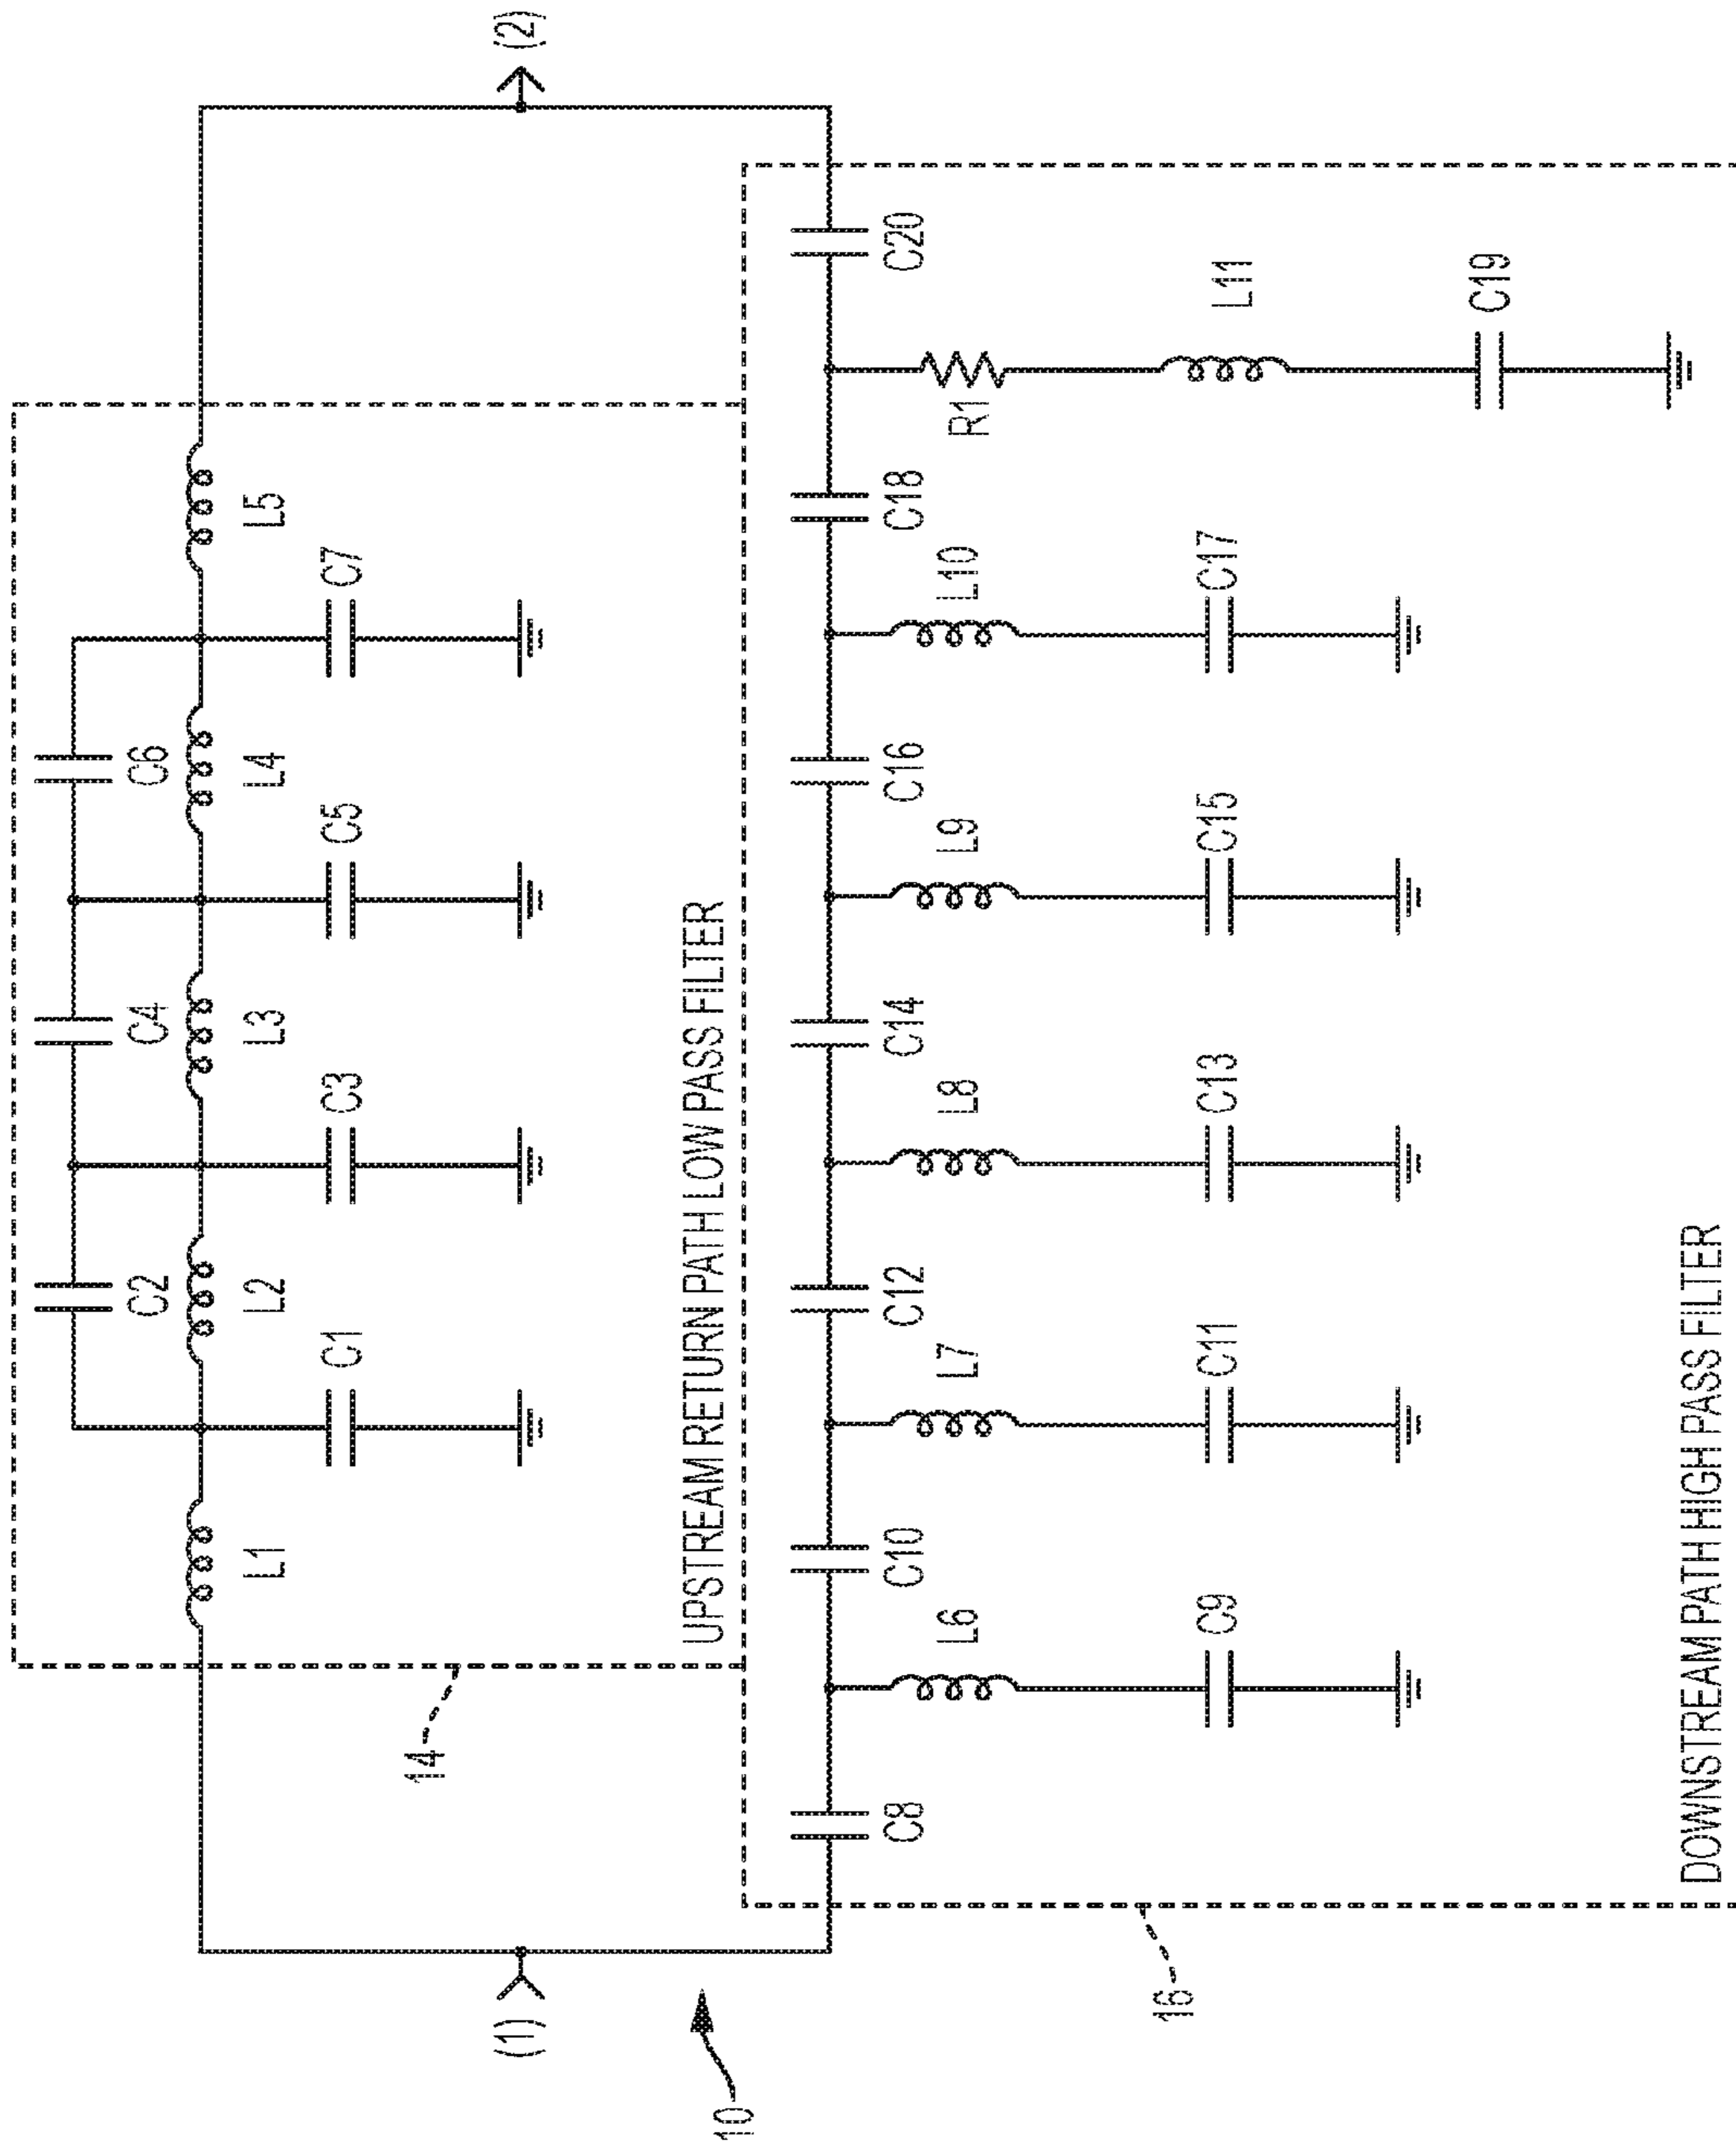 C2
C4
C6
L1
L2
L3
L4
L5
C1
C3
C5
C7
14
(1)
(2)
10
UPSTREAM RETURN PATH LOW PASS FILTER
C8
C10
C12
C14
C16
C18
C20
L6
L7
L8
L9
L10
R1
16
C9
C11
C13
C15
C17
L11
C19
DOWNSTREAM PATH HIGH PASS FILTER